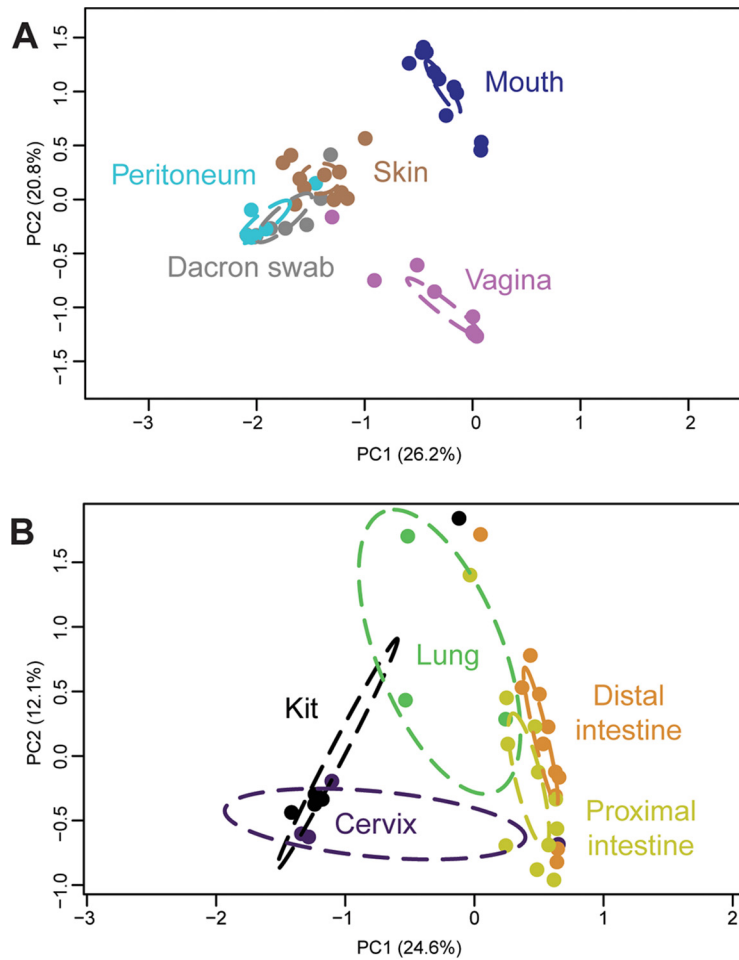 A
1.5
1.0
0.5
0.0
−0.5
−1.0
−1.5
PC2 (20.8%)
Mouth
Peritoneum
Skin
Dacron swab
Vagina
−3 −2 −1 0 1 2
PC1 (26.2%)
B
1.5
1.0
0.5
0.0
−0.5
−1.0
PC2 (12.1%)
Lung
Kit
Distal
intestine
Cervix
Proximal
intestine
−3 −2 −1 0 1 2
PC1 (24.6%)